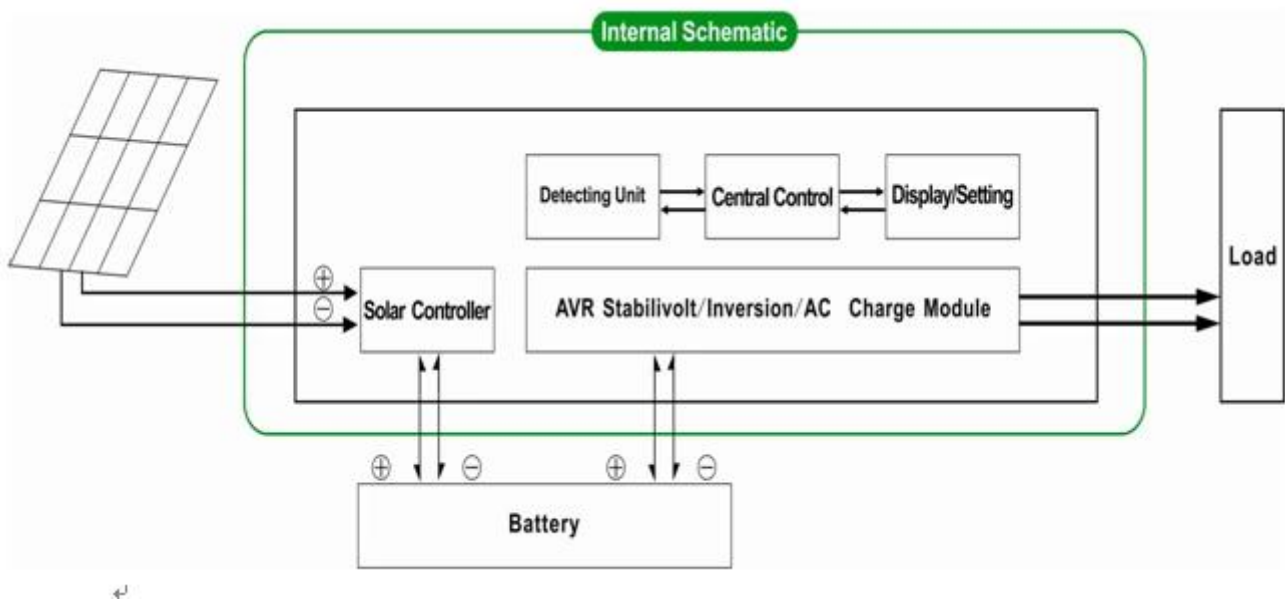 Internal Schematic
Detecting Unit
Central Control
Display/Setting
Load
⊕
⊖
Solar Controller
AVR Stabilivolt/Inversion/AC Charge Module
⊕ ⊖ ⊕ ⊖
Battery
↵